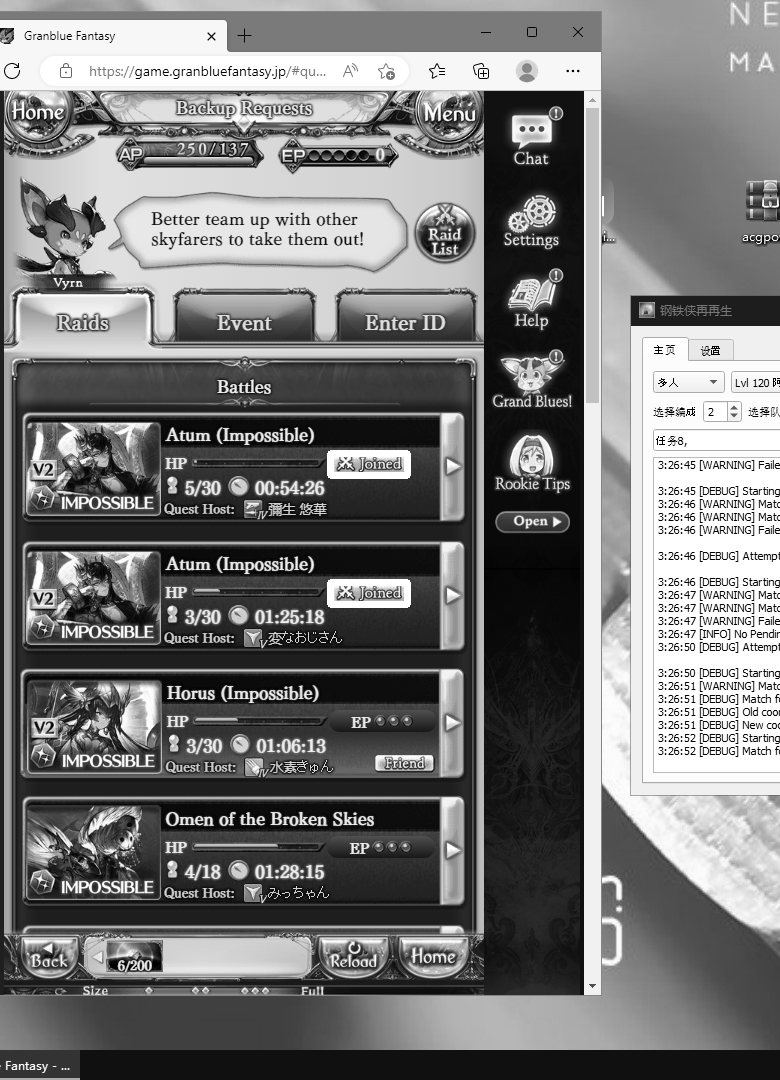 NE
MA
Granblue Fantasy
https://game.granbluefantasy.jp/#qu...
Home
Backup Requests
Menu
AP 250/137
EP 0
Better team up with other
skyfarers to take them out!
Vyrn
Raid
List
Raids
Event
Enter ID
Battles
Atum (Impossible)
HP
Joined
V2
IMPOSSIBLE
5/30 00:54:26
Quest Host: IV 彌生 悠華
Atum (Impossible)
HP
Joined
V2
IMPOSSIBLE
3/30 01:25:18
Quest Host: V 変なおじさん
Horus (Impossible)
HP
EP
V2
IMPOSSIBLE
3/30 01:06:13
Quest Host: IV 水素きゅん
Friend
Omen of the Broken Skies
HP
EP
IMPOSSIBLE
4/18 01:28:15
Quest Host: V みっちゃん
Back
6/200
Reload
Home
Size
Full
Chat
Settings
Help
Grand Blues!
Rookie Tips
Open
i...
acgpo
钢铁侠再再生
主页
设置
多人
Lvl 120 阿
选择编成
2
选择队
任务8,
3:26:45 [WARNING] Faile
3:26:45 [DEBUG] Starting
3:26:46 [WARNING] Matc
3:26:46 [WARNING] Matc
3:26:46 [WARNING] Faile
3:26:46 [DEBUG] Attempt
3:26:46 [DEBUG] Starting
3:26:47 [WARNING] Matc
3:26:47 [WARNING] Matc
3:26:47 [WARNING] Faile
3:26:47 [INFO] No Pendin
3:26:50 [DEBUG] Attempt
3:26:50 [DEBUG] Starting
3:26:51 [WARNING] Matc
3:26:51 [DEBUG] Match fo
3:26:51 [DEBUG] Old coor
3:26:51 [DEBUG] New coo
3:26:52 [DEBUG] Starting
3:26:52 [DEBUG] Match fo
Fantasy - ...